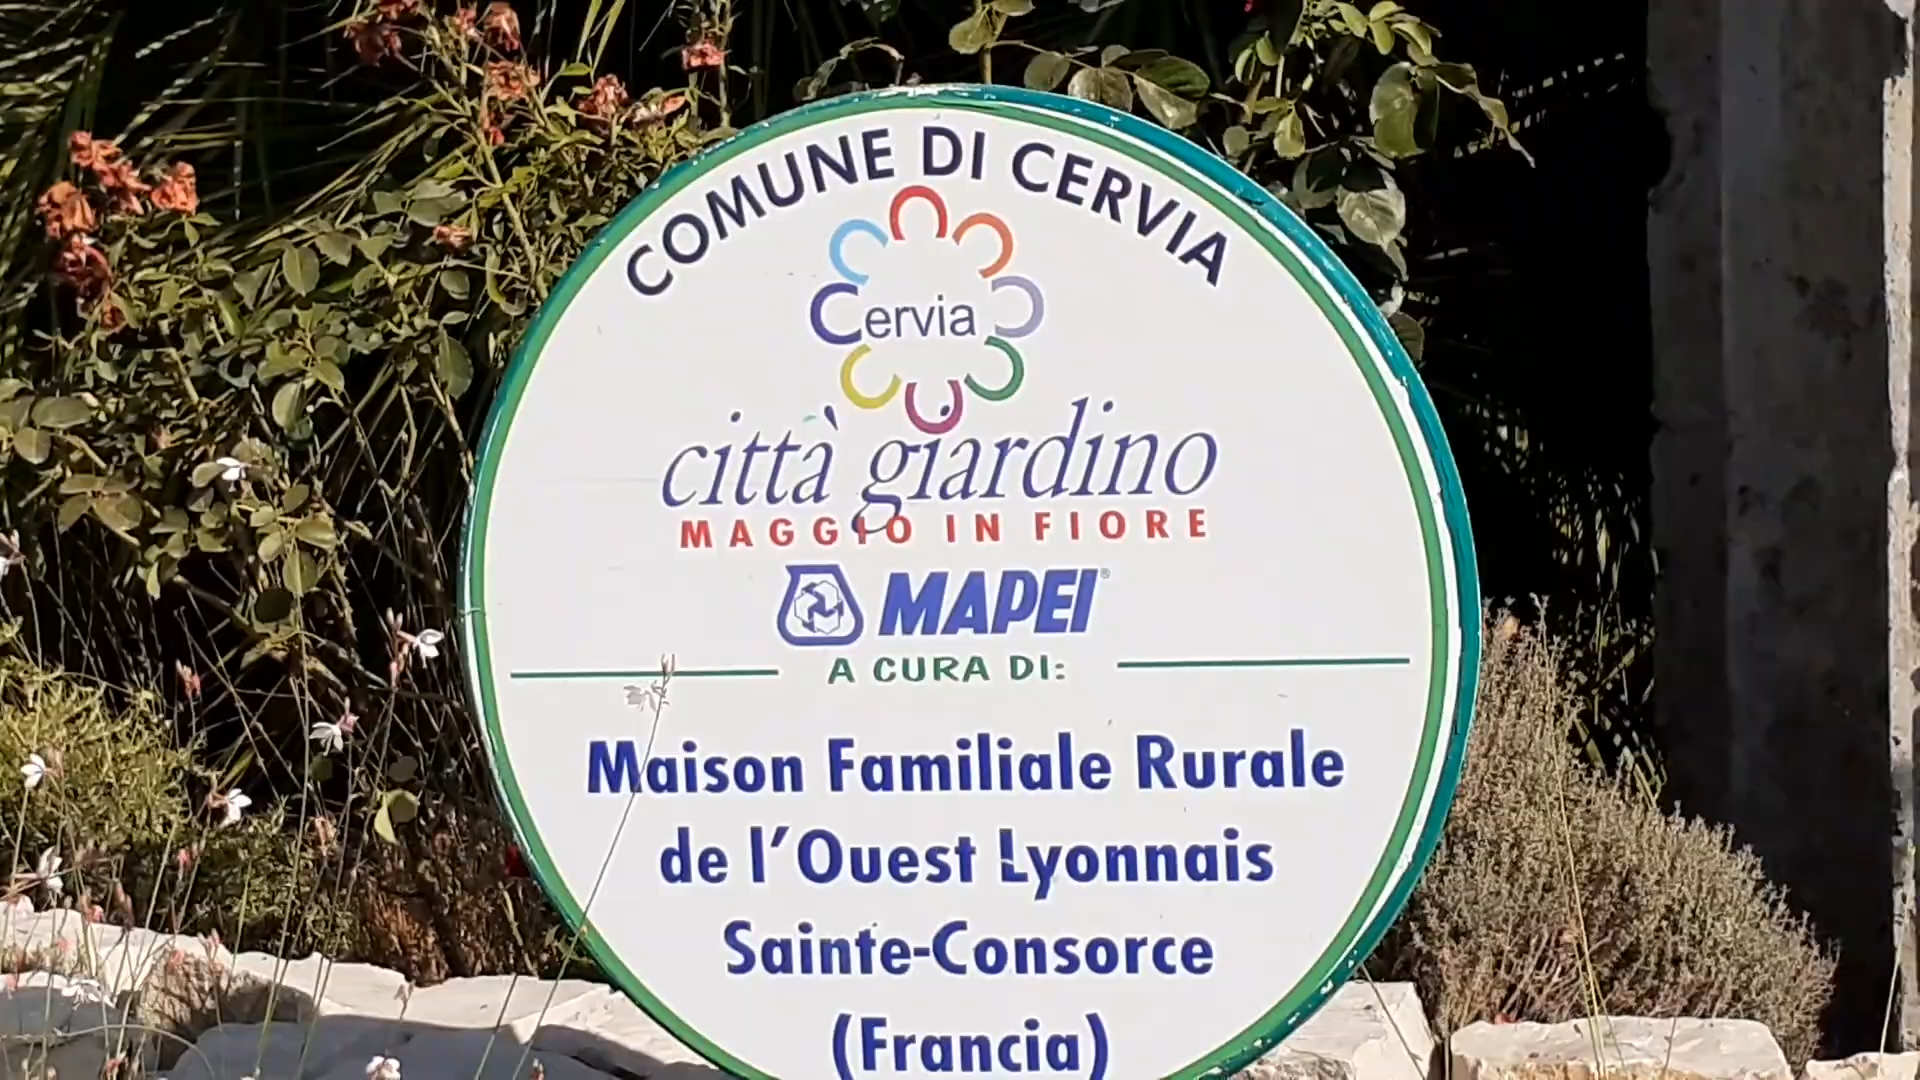 COMUNE DI CERVIA
Cervia
città giardino
MAGGIO IN FIORE
MAPEI®
A CURA DI:
Maison Familiale Rurale
de l'Ouest Lyonnais
Sainte-Consorce
(Francia)